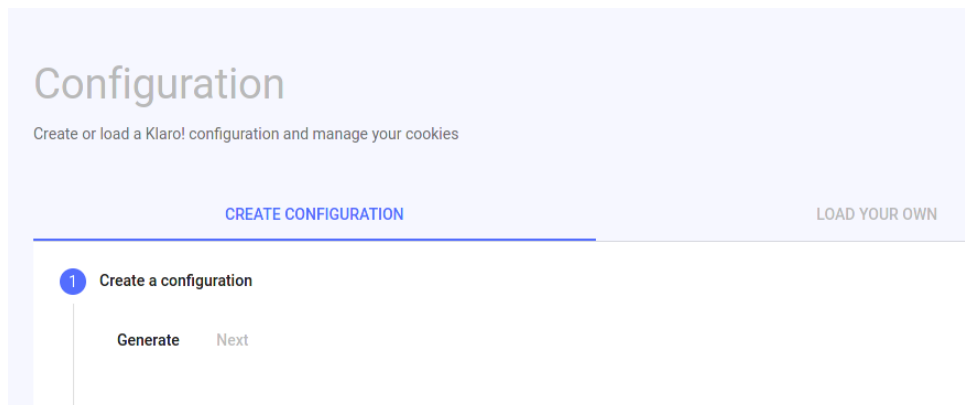 Configuration
Create or load a Klaro! configuration and manage your cookies
CREATE CONFIGURATION LOAD YOUR OWN
1 Create a configuration
Generate Next